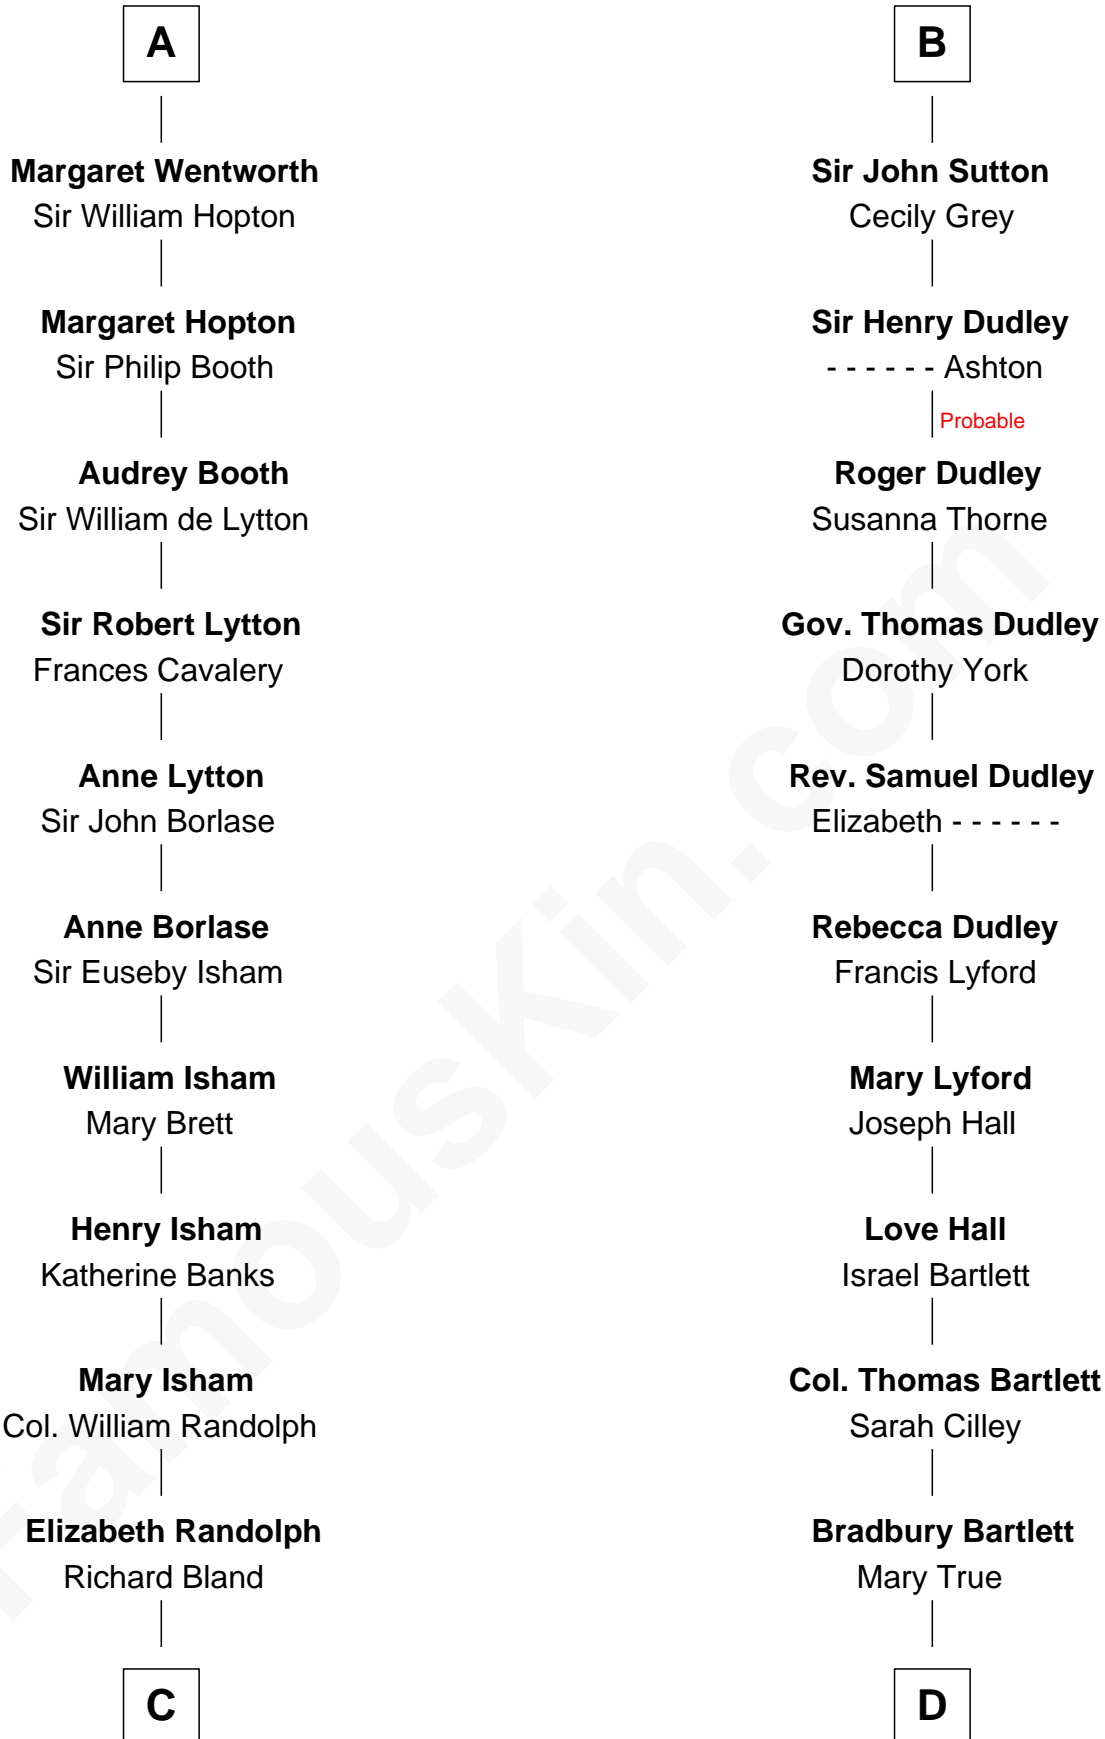 A
Margaret Wentworth
Sir William Hopton
Margaret Hopton
Sir Philip Booth
Audrey Booth
Sir William de Lytton
Sir Robert Lytton
Frances Cavalery
Anne Lytton
Sir John Borlase
Anne Borlase
Sir Euseby Isham
William Isham
Mary Brett
Henry Isham
Katherine Banks
Mary Isham
Col. William Randolph
Elizabeth Randolph
Richard Bland
C
B
Sir John Sutton
Cecily Grey
Sir Henry Dudley
- - - - - - Ashton
Probable
Roger Dudley
Susanna Thorne
Gov. Thomas Dudley
Dorothy York
Rev. Samuel Dudley
Elizabeth - - - - - -
Rebecca Dudley
Francis Lyford
Mary Lyford
Joseph Hall
Love Hall
Israel Bartlett
Col. Thomas Bartlett
Sarah Cilley
Bradbury Bartlett
Mary True
D
FamousKin.com